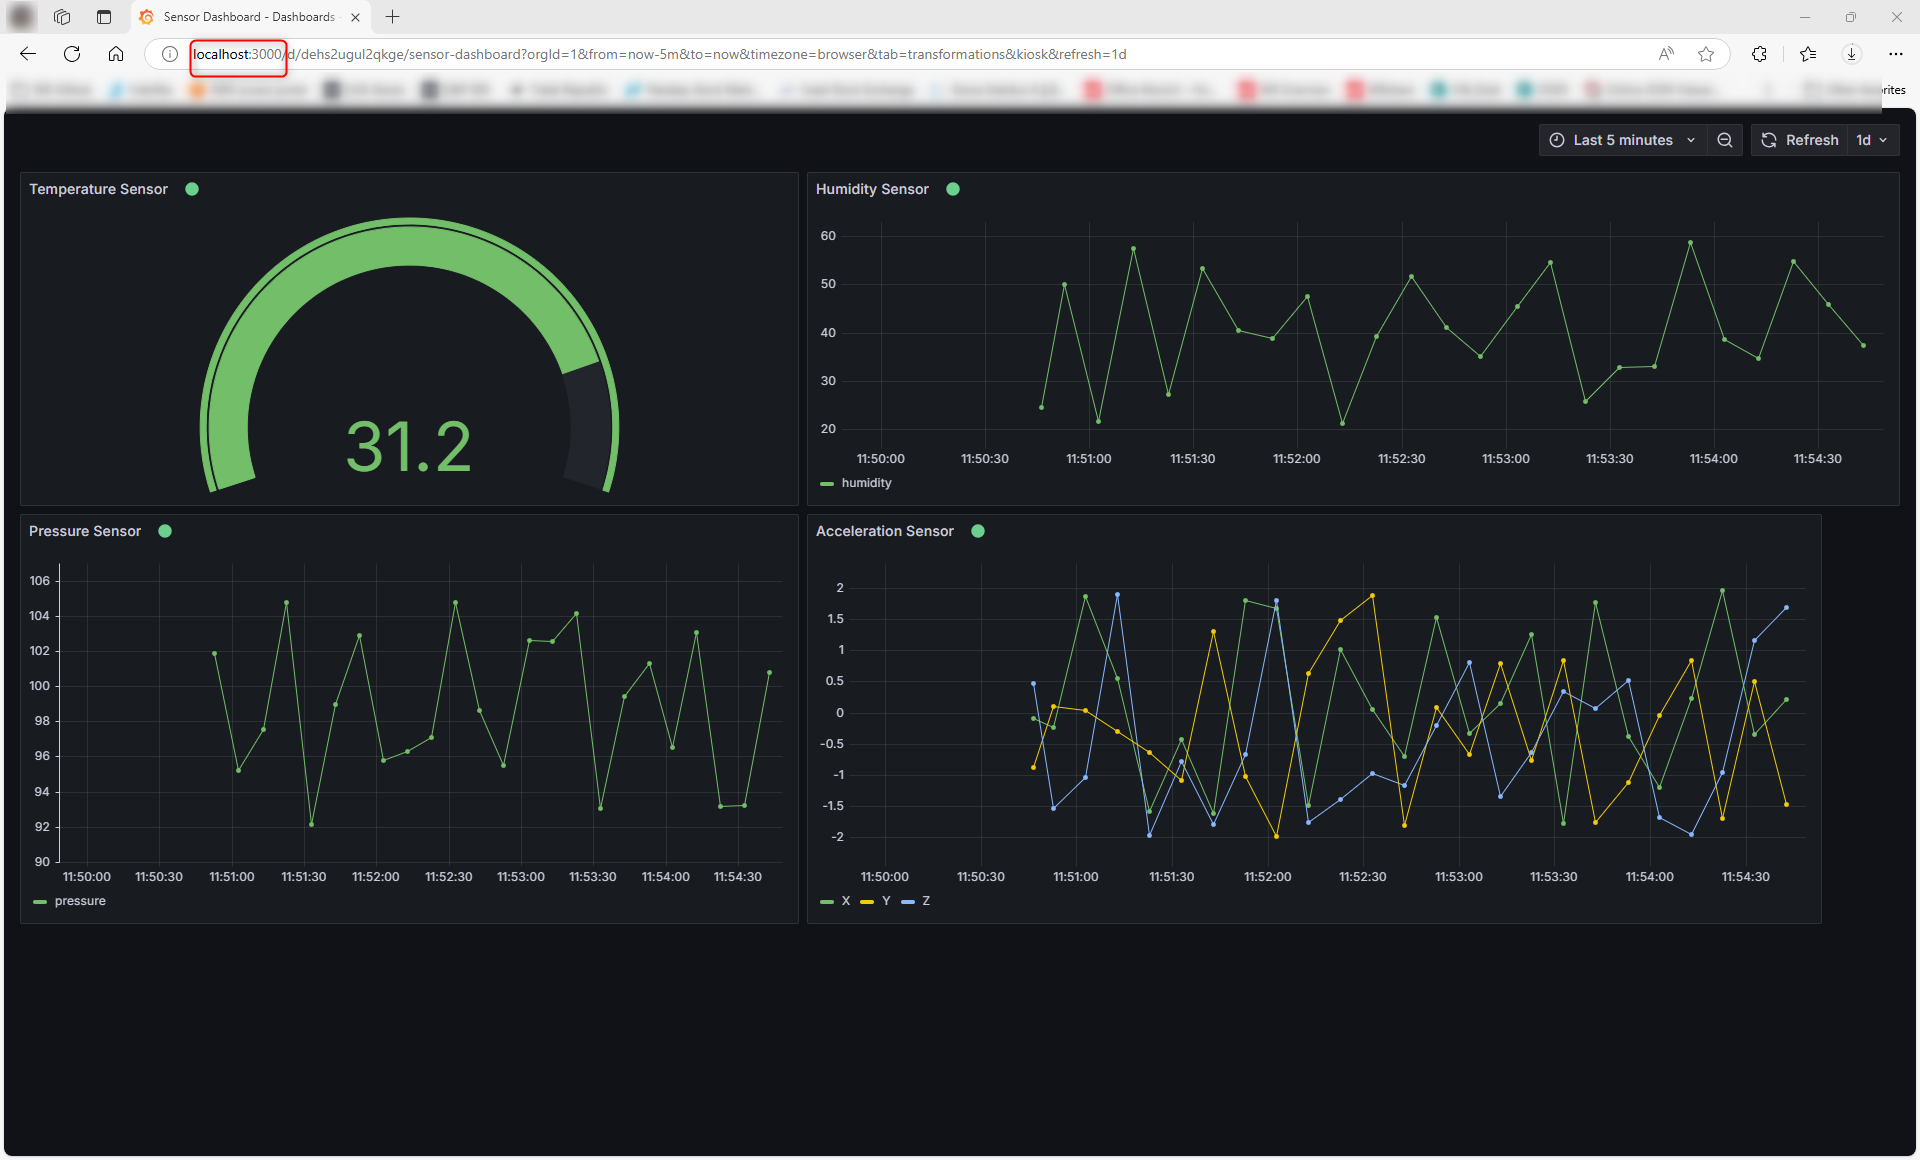 Sensor Dashboard - Dashboards
localhost:3000/d/dehs2ugul2qkge/sensor-dashboard?orgId=1&from=now-5m&to=now&timezone=browser&tab=transformations&kiosk&refresh=1d
rites
Last 5 minutes
Refresh
1d
Temperature Sensor
31.2
Humidity Sensor
60
50
40
30
20
11:50:00 11:50:30 11:51:00 11:51:30 11:52:00 11:52:30 11:53:00 11:53:30 11:54:00 11:54:30
humidity
Pressure Sensor
106
104
102
100
98
96
94
92
90
11:50:00 11:50:30 11:51:00 11:51:30 11:52:00 11:52:30 11:53:00 11:53:30 11:54:00 11:54:30
pressure
Acceleration Sensor
2
1.5
1
0.5
0
-0.5
-1
-1.5
-2
11:50:00 11:50:30 11:51:00 11:51:30 11:52:00 11:52:30 11:53:00 11:53:30 11:54:00 11:54:30
X Y Z